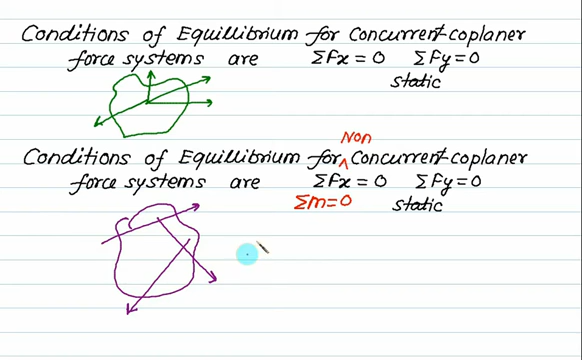 Conditions of Equillibrium for Concurrent coplaner
force systems are ΣFx = 0 ΣFy = 0
static
Non
Conditions of Equillibrium for ^ Concurrent coplaner
force systems are ΣFx = 0 ΣFy = 0
Σm = 0 static